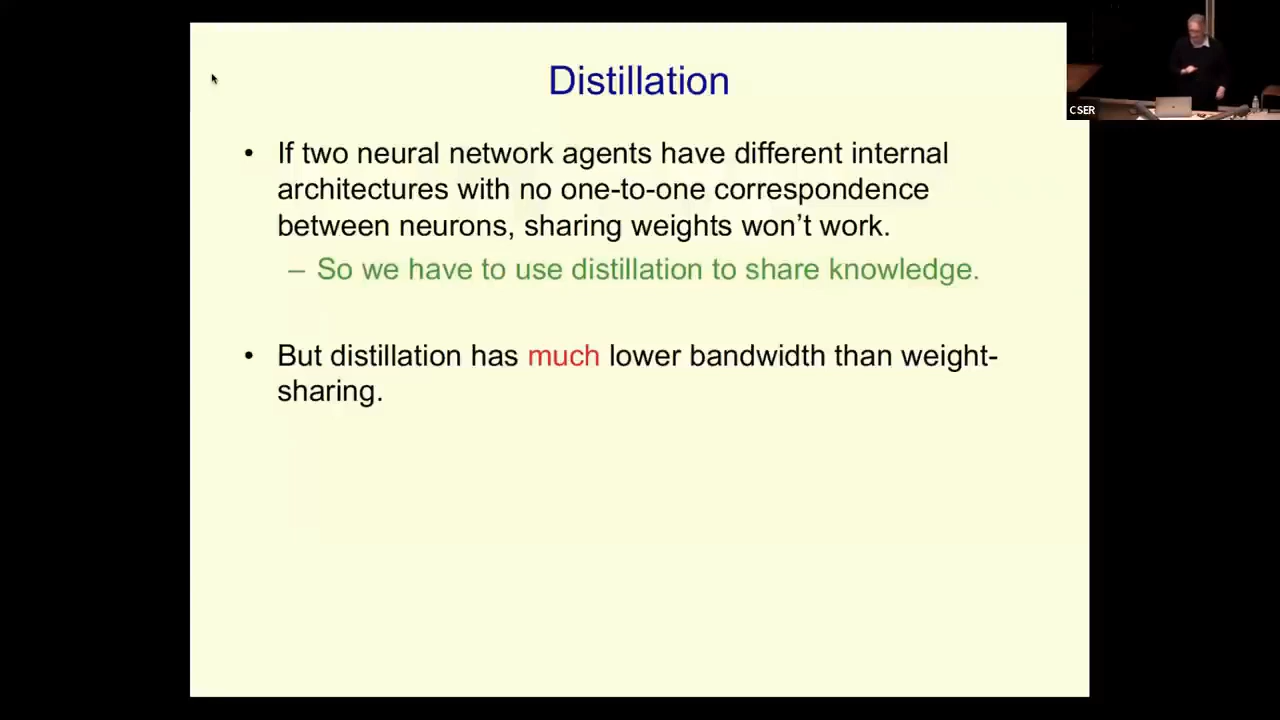 Distillation
• If two neural network agents have different internal
architectures with no one-to-one correspondence
between neurons, sharing weights won’t work.
– So we have to use distillation to share knowledge.
• But distillation has much lower bandwidth than weight-
sharing.
CSER